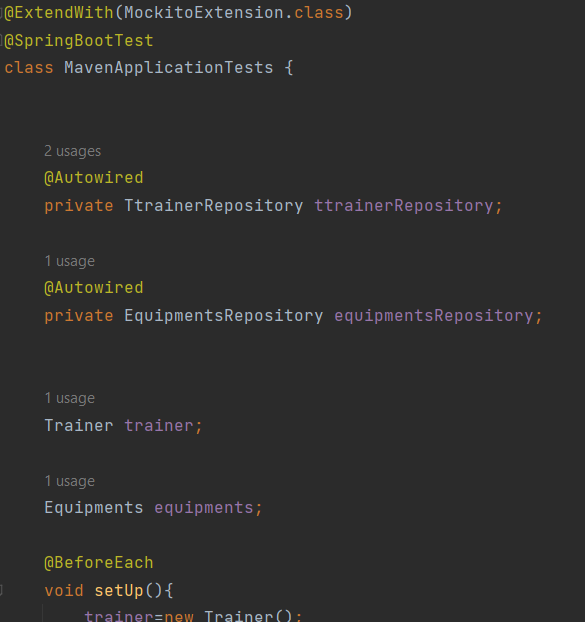 @ExtendWith(MockitoExtension.class)
@SpringBootTest
class MavenApplicationTests {
2 usages
@Autowired
private TtrainerRepository ttrainerRepository;
1 usage
@Autowired
private EquipmentsRepository equipmentsRepository;
1 usage
Trainer trainer;
1 usage
Equipments equipments;
@BeforeEach
void setUp(){
trainer=new Trainer();